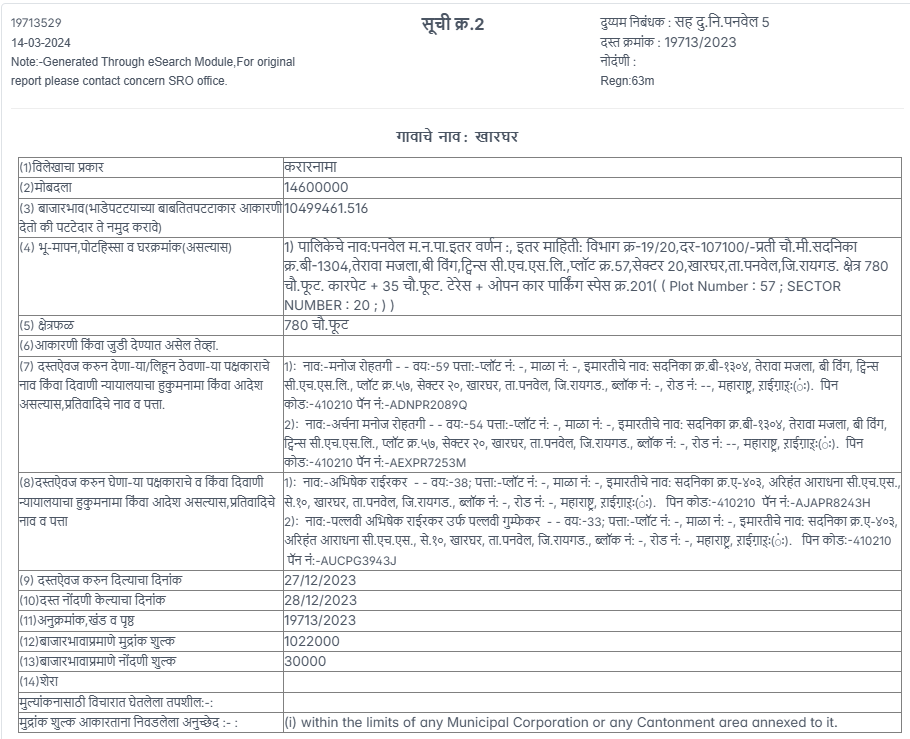 19713529
14-03-2024
Note:-Generated Through eSearch Module,For original
report please contact concern SRO office.
सूची क्र.2
दुय्यम निबंधक : सह दु.नि.पनवेल 5
दस्त क्रमांक : 19713/2023
नोदंणी :
Regn:63m
गावाचे नाव : खारघर
(1)विलेखाचा प्रकार करारनामा
(2)मोबदला 14600000
(3) बाजारभाव(भाडेपटटयाच्या बाबतितपटटाकार आकारणी 10499461.516
देतो की पटटेदार ते नमुद करावे)
(4) भू-मापन,पोटहिस्सा व घरक्रमांक(असल्यास) 1) पालिकेचे नाव:पनवेल म.न.पा.इतर वर्णन :, इतर माहिती: विभाग क्र-19/20,दर-107100/-प्रती चौ.मी.सदनिका
क्र.बी-1304,तेरावा मजला,बी विंग,ट्विन्स सी.एच.एस.लि.,प्लॉट क्र.57,सेक्टर 20,खारघर,ता.पनवेल,जि.रायगड. क्षेत्र 780
चौ.फूट. कारपेट + 35 चौ.फूट. टेरेस + ओपन कार पार्किंग स्पेस क्र.201( ( Plot Number : 57 ; SECTOR
NUMBER : 20 ; ) )
(5) क्षेत्रफळ 780 चौ.फूट
(6)आकारणी किंवा जुडी देण्यात असेल तेव्हा.
(7) दस्तऐवज करुन देणा-या/लिहून ठेवणा-या पक्षकाराचे
नाव किंवा दिवाणी न्यायालयाचा हुकुमनामा किंवा आदेश
असल्यास,प्रतिवादिचे नाव व पत्ता.
1): नाव:-मनोज रोहतगी - - वय:-59 पत्ता:-प्लॉट नं: -, माळा नं: -, इमारतीचे नाव: सदनिका क्र.बी-१३०४, तेरावा मजला, बी विंग, ट्विन्स
सी.एच.एस.लि., प्लॉट क्र.५७, सेक्टर २०, खारघर, ता.पनवेल, जि.रायगड., ब्लॉक नं: -, रोड नं: --, महाराष्ट्र, ऱाईग़ाऱ्:(ं). पिन
कोड:-410210 पॅन नं:-ADNPR2089Q
2): नाव:-अर्चना मनोज रोहतगी - - वय:-54 पत्ता:-प्लॉट नं: -, माळा नं: -, इमारतीचे नाव: सदनिका क्र.बी-१३०४, तेरावा मजला, बी विंग,
ट्विन्स सी.एच.एस.लि., प्लॉट क्र.५७, सेक्टर २०, खारघर, ता.पनवेल, जि.रायगड., ब्लॉक नं: -, रोड नं: --, महाराष्ट्र, ऱाईग़ाऱ्:(ं). पिन
कोड:-410210 पॅन नं:-AEXPR7253M
(8)दस्तऐवज करुन घेणा-या पक्षकाराचे व किंवा दिवाणी
न्यायालयाचा हुकुमनामा किंवा आदेश असल्यास,प्रतिवादिचे
नाव व पत्ता
1): नाव:-अभिषेक राईरकर - - वय:-38; पत्ता:-प्लॉट नं: -, माळा नं: -, इमारतीचे नाव: सदनिका क्र.ए-४०३, अरिहंत आराधना सी.एच.एस.,
से.१०, खारघर, ता.पनवेल, जि.रायगड., ब्लॉक नं: -, रोड नं: -, महाराष्ट्र, ऱाईग़ाऱ्:(ं). पिन कोड:-410210 पॅन नं:-AJAPR8243H
2): नाव:-पल्लवी अभिषेक राईरकर उर्फ पल्लवी गुम्फेकर - - वय:-33; पत्ता:-प्लॉट नं: -, माळा नं: -, इमारतीचे नाव: सदनिका क्र.ए-४०३,
अरिहंत आराधना सी.एच.एस., से.१०, खारघर, ता.पनवेल, जि.रायगड., ब्लॉक नं: -, रोड नं: -, महाराष्ट्र, ऱाईग़ाऱ्:(ं). पिन कोड:-410210
पॅन नं:-AUCPG3943J
(9) दस्तऐवज करुन दिल्याचा दिनांक 27/12/2023
(10)दस्त नोंदणी केल्याचा दिनांक 28/12/2023
(11)अनुक्रमांक,खंड व पृष्ठ 19713/2023
(12)बाजारभावाप्रमाणे मुद्रांक शुल्क 1022000
(13)बाजारभावाप्रमाणे नोंदणी शुल्क 30000
(14)शेरा
मुल्यांकनासाठी विचारात घेतलेला तपशील:-:
मुद्रांक शुल्क आकारताना निवडलेला अनुच्छेद :- : (i) within the limits of any Municipal Corporation or any Cantonment area annexed to it.